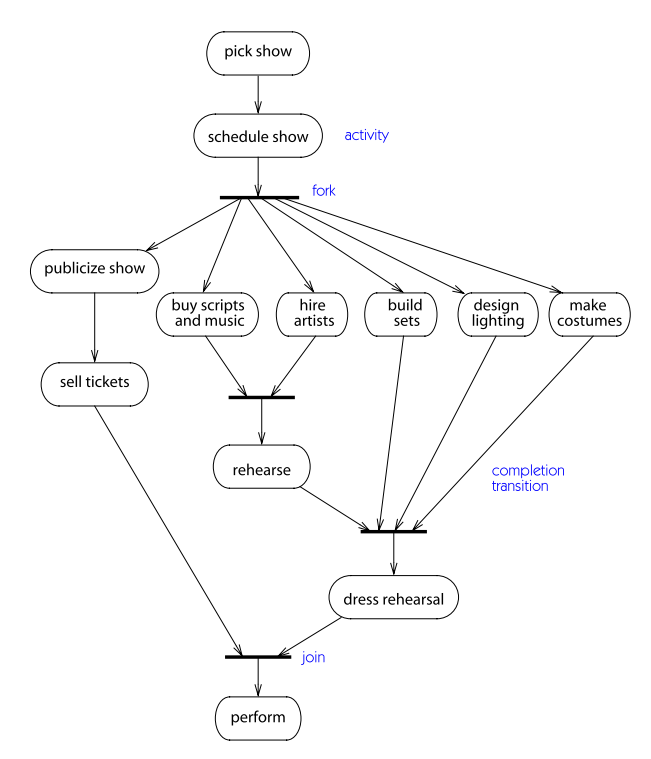 pick show
schedule show
activity
fork
publicize show
buy scripts
and music
hire
artists
build
sets
design
lighting
make
costumes
sell tickets
rehearse
completion
transition
dress rehearsal
join
perform